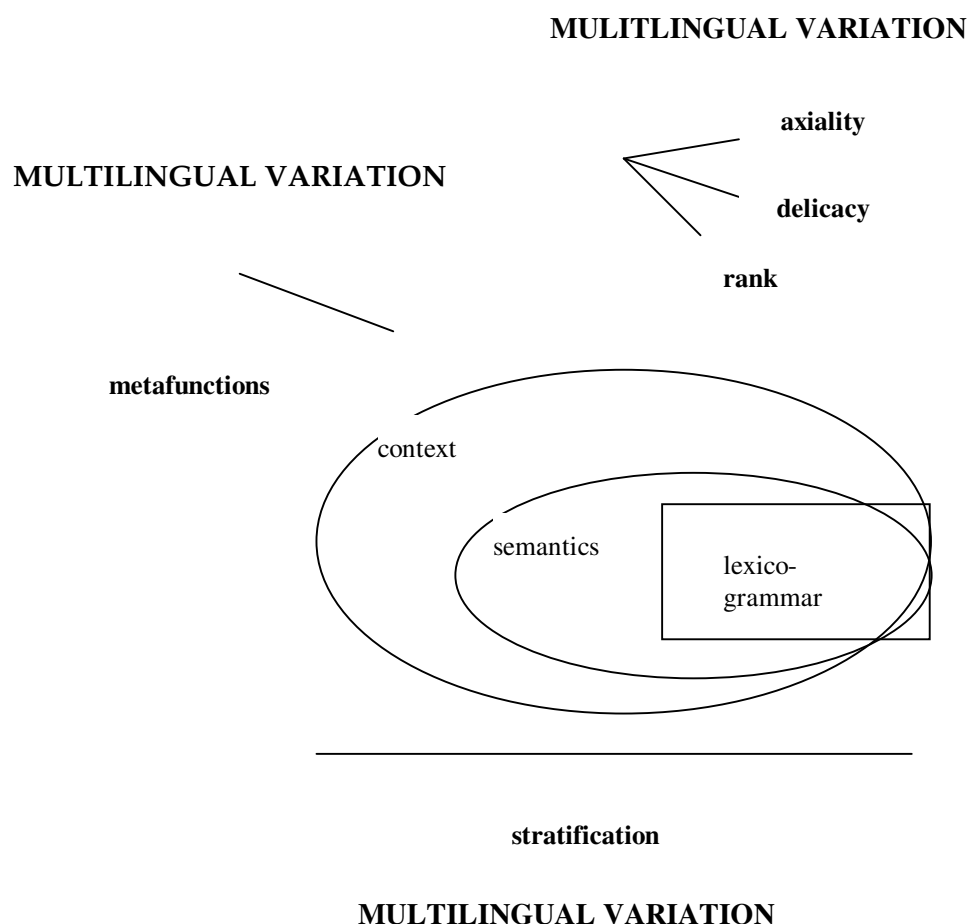 MULITLINGUAL VARIATION
axiality
MULTILINGUAL VARIATION
delicacy
rank
metafunctions
context
semantics
lexico-
grammar
stratification
MULTILINGUAL VARIATION